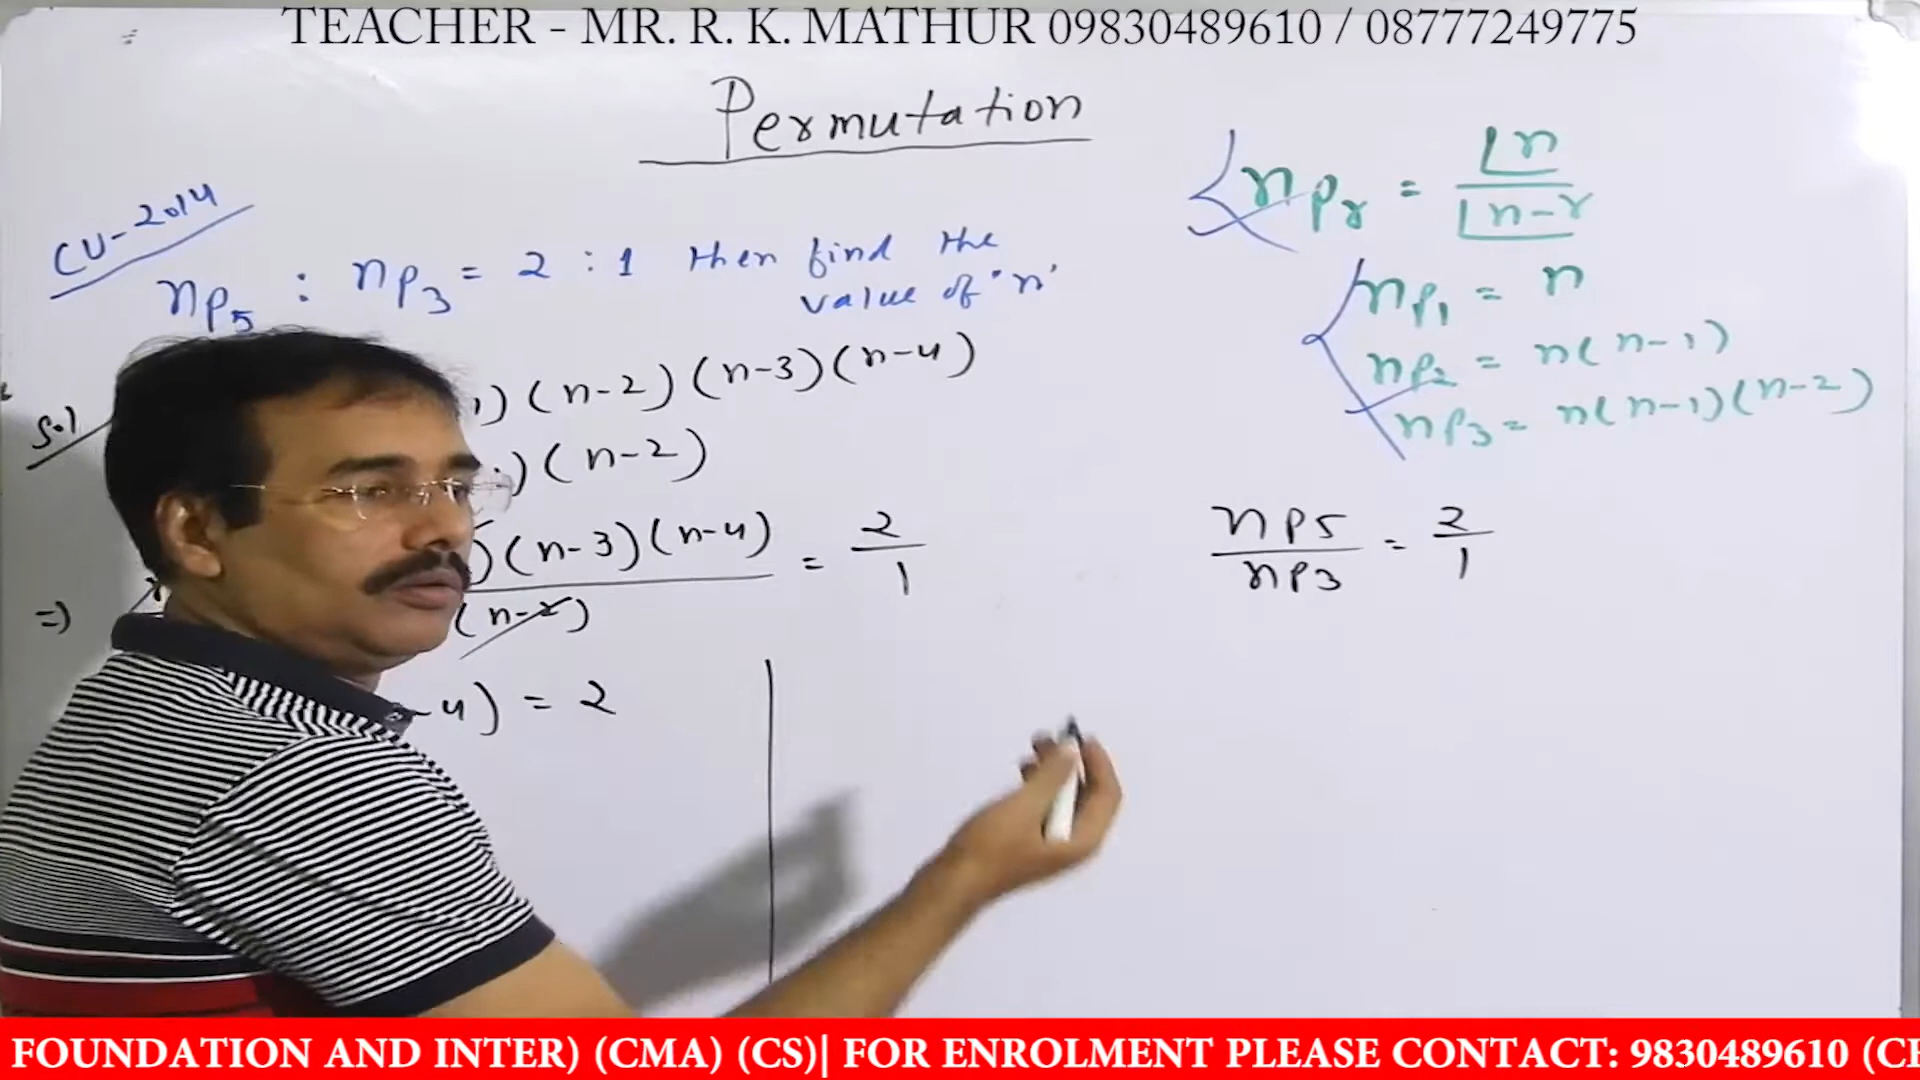 TEACHER - MR. R. K. MATHUR 09830489610 / 08777249775
Permutation
CU-2014
nP5 : nP3 = 2 : 1 then find the
value of 'n'
Sol
) (n-2) (n-3) (n-4)
) (n-2)
) (n-3) (n-4) = 2/1
=) (n-2)
-4) = 2
nPr = ⌊n / ⌊n-r
nP1 = n
nP2 = n(n-1)
nP3 = n(n-1)(n-2)
nP5/nP3 = 2/1
FOUNDATION AND INTER) (CMA) (CS)| FOR ENROLMENT PLEASE CONTACT: 9830489610